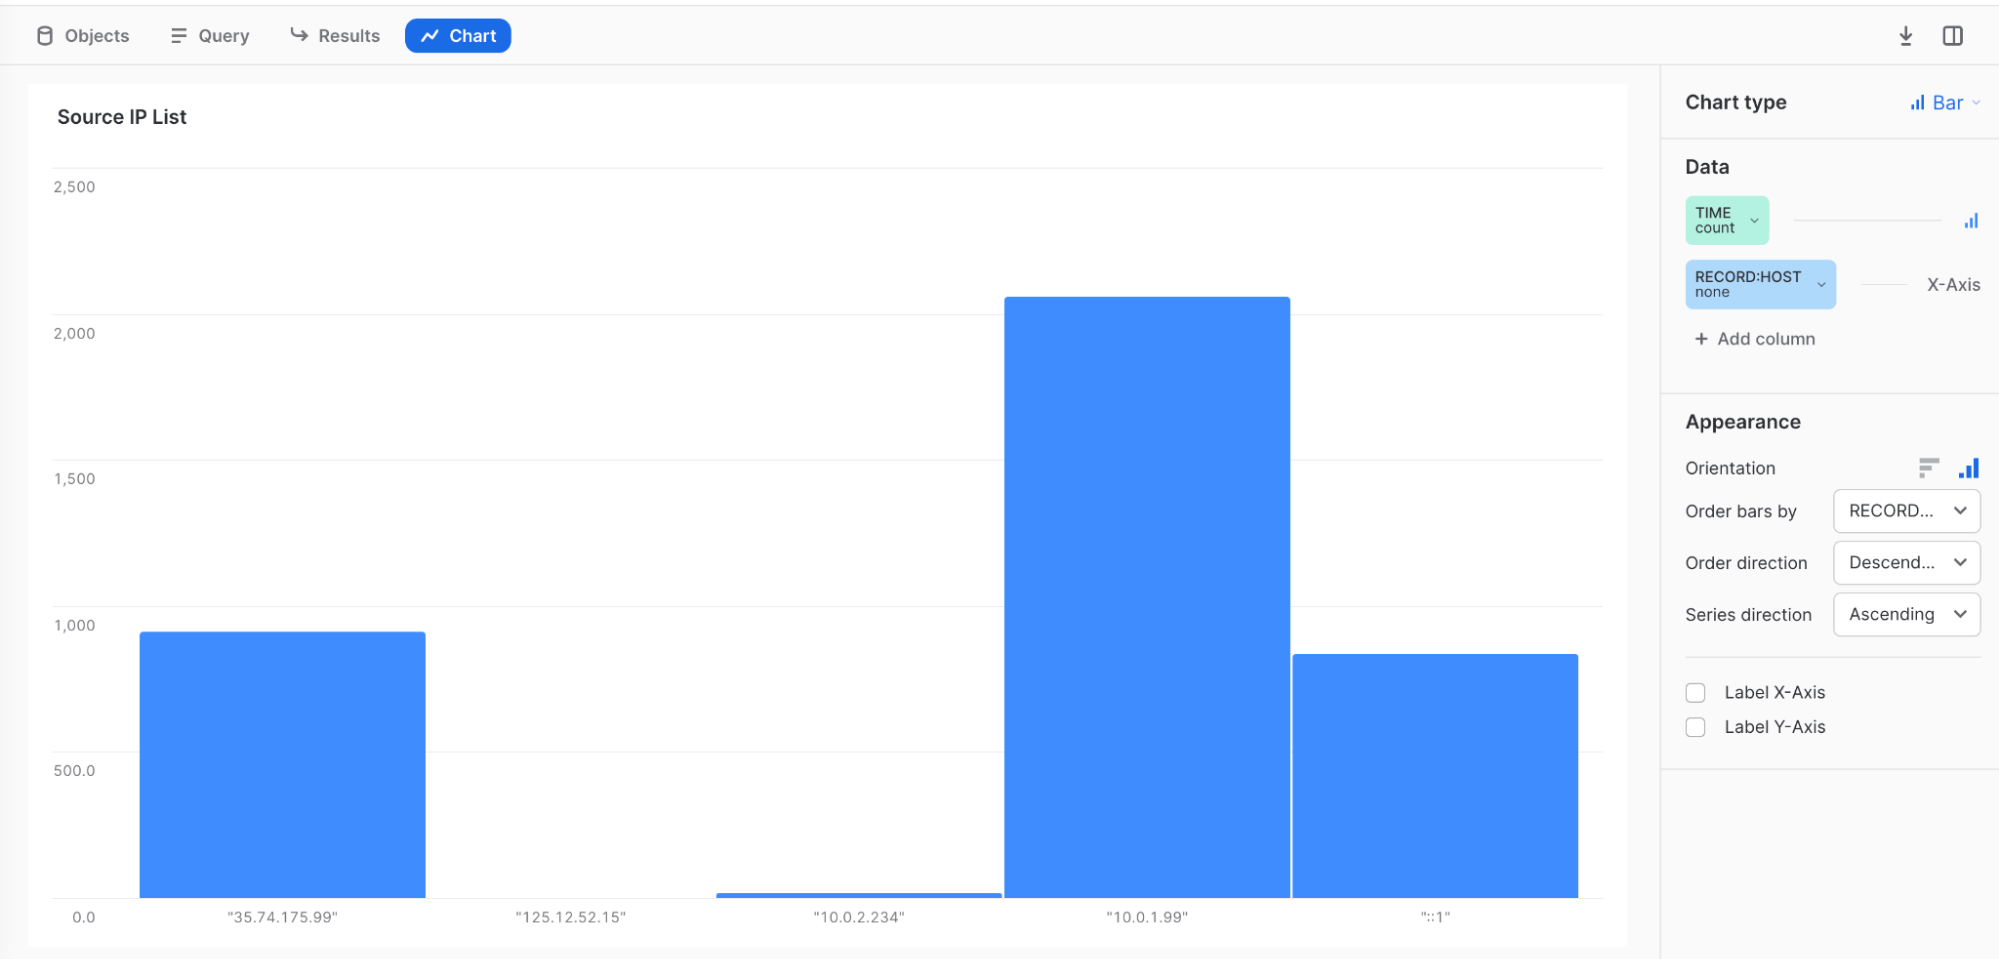 Objects
Query
Results
Chart
Source IP List
2,500
2,000
1,500
1,000
500.0
0.0
"35.74.175.99"
"125.12.52.15"
"10.0.2.234"
"10.0.1.99"
"::1"
Chart type
Bar
Data
TIME
count
RECORD:HOST
none
X-Axis
+ Add column
Appearance
Orientation
Order bars by
RECORD...
Order direction
Descend...
Series direction
Ascending
Label X-Axis
Label Y-Axis